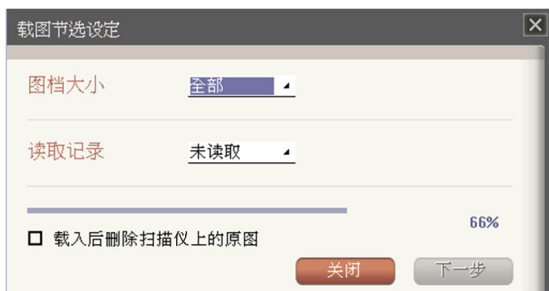 载图节选设定
图档大小 全部
读取记录 未读取
66%
载入后删除扫描仪上的原图
关闭 下一步